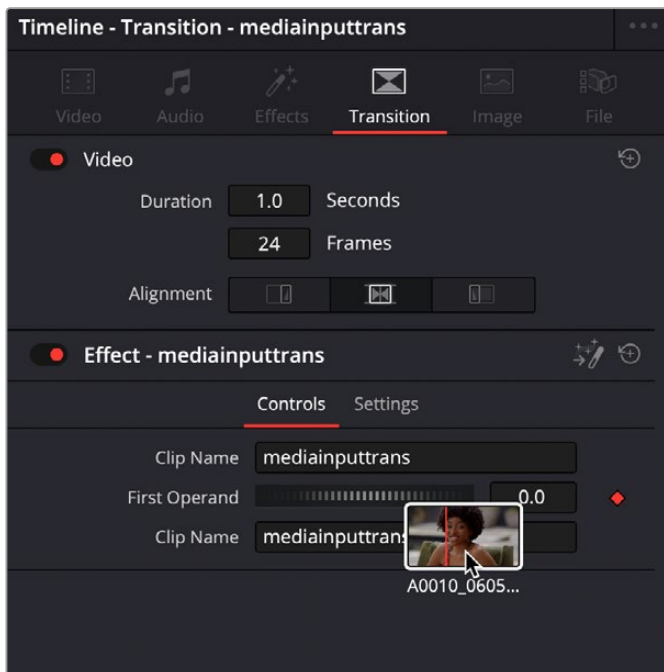 Timeline - Transition - mediainputtrans
Video Audio Effects Transition Image File
Video
Duration 1.0 Seconds
24 Frames
Alignment
Effect - mediainputtrans
Controls Settings
Clip Name mediainputtrans
First Operand 0.0
Clip Name mediainputtrans
A0010_0605...